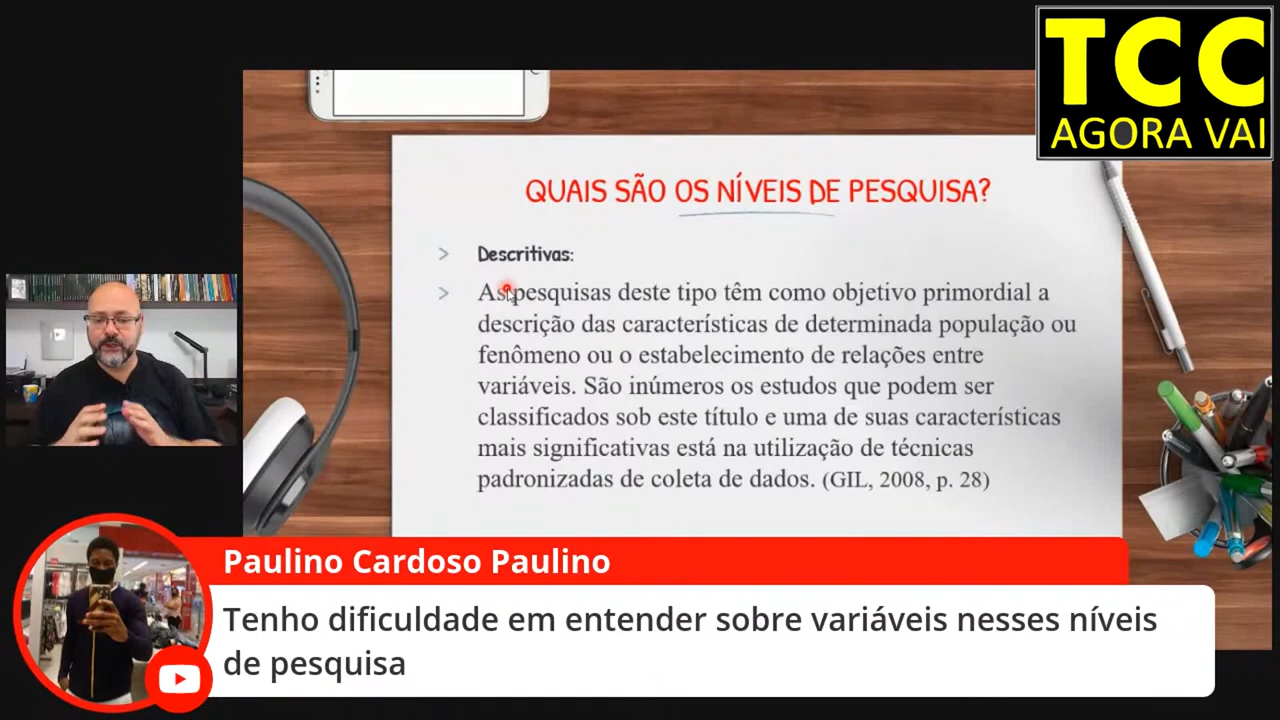 TCC
AGORA VAI
QUAIS SÃO OS NÍVEIS DE PESQUISA?
> Descritivas:
> As pesquisas deste tipo têm como objetivo primordial a
descrição das características de determinada população ou
fenômeno ou o estabelecimento de relações entre
variáveis. São inúmeros os estudos que podem ser
classificados sob este título e uma de suas características
mais significativas está na utilização de técnicas
padronizadas de coleta de dados. (GIL, 2008, p. 28)
Paulino Cardoso Paulino
Tenho dificuldade em entender sobre variáveis nesses níveis
de pesquisa